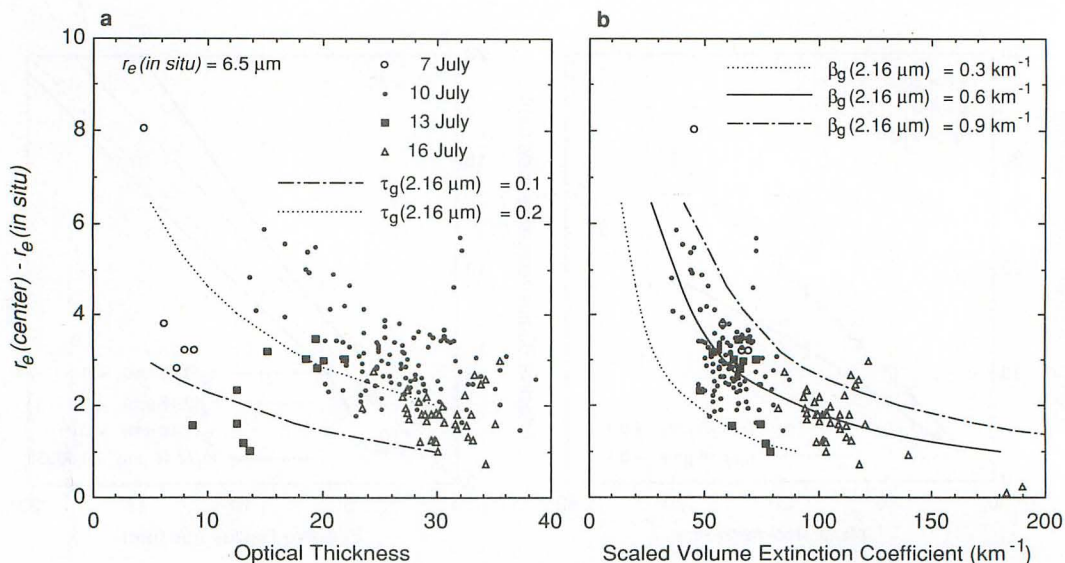 a
b
r_e (center) - r_e (in situ)
10
8
6
4
2
0
r_e (in situ) = 6.5 μm
7 July
10 July
13 July
16 July
τ_g (2.16 μm) = 0.1
τ_g (2.16 μm) = 0.2
0 10 20 30 40
Optical Thickness
β_g (2.16 μm) = 0.3 km⁻¹
β_g (2.16 μm) = 0.6 km⁻¹
β_g (2.16 μm) = 0.9 km⁻¹
0 50 100 150 200
Scaled Volume Extinction Coefficient (km⁻¹)